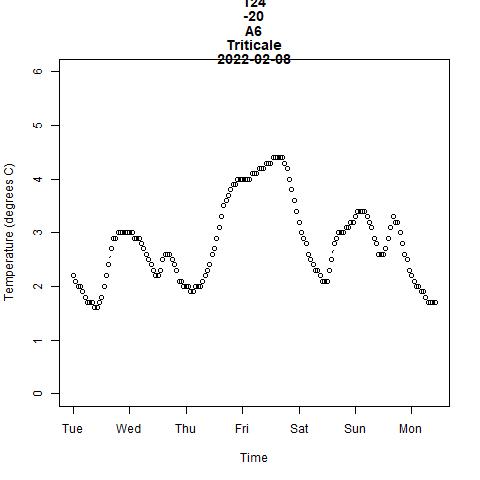 124
-20
A6
Triticale
2022-02-08
Temperature (degrees C)
6
5
4
3
2
1
0
Tue Wed Thu Fri Sat Sun Mon
Time